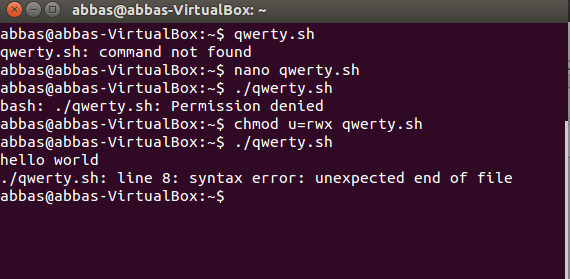 abbas@abbas-VirtualBox: ~
abbas@abbas-VirtualBox:~$ qwerty.sh
qwerty.sh: command not found
abbas@abbas-VirtualBox:~$ nano qwerty.sh
abbas@abbas-VirtualBox:~$ ./qwerty.sh
bash: ./qwerty.sh: Permission denied
abbas@abbas-VirtualBox:~$ chmod u=rwx qwerty.sh
abbas@abbas-VirtualBox:~$ ./qwerty.sh
hello world
./qwerty.sh: line 8: syntax error: unexpected end of file
abbas@abbas-VirtualBox:~$